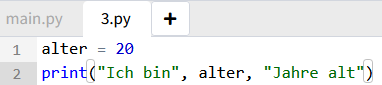 main.py 3.py +
1 alter = 20
2 print("Ich bin", alter, "Jahre alt")